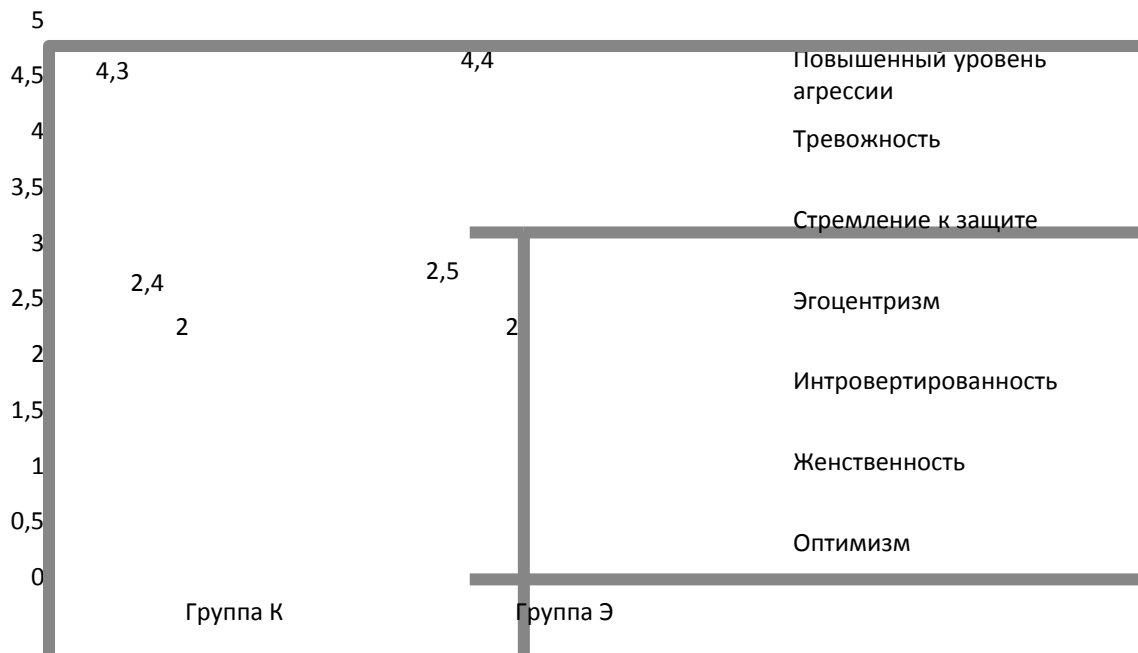 5
4,5
4
3,5
3
2,5
2
1,5
1
0,5
0
4,3
4,4
2,4
2,5
2
2
Группа К
Группа Э
Повышенный уровень
агрессии
Тревожность
Стремление к защите
Эгоцентризм
Интровертированность
Женственность
Оптимизм